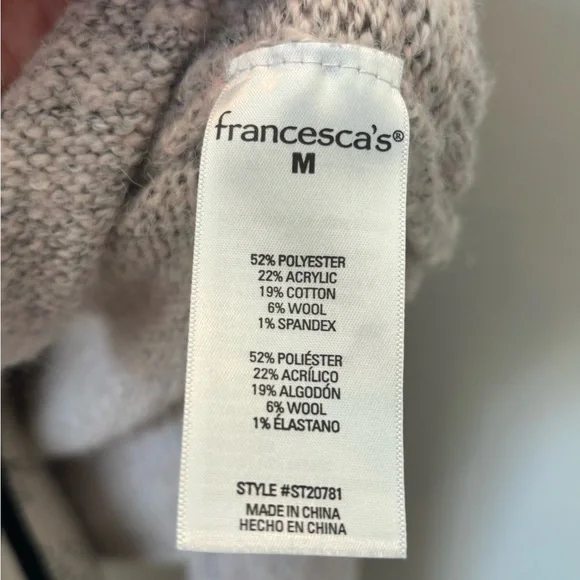 francesca's®
M
52% POLYESTER
22% ACRYLIC
19% COTTON
6% WOOL
1% SPANDEX
52% POLIÉSTER
22% ACRÍLICO
19% ALGODÓN
6% WOOL
1% ÉLASTANO
STYLE #ST20781
MADE IN CHINA
HECHO EN CHINA